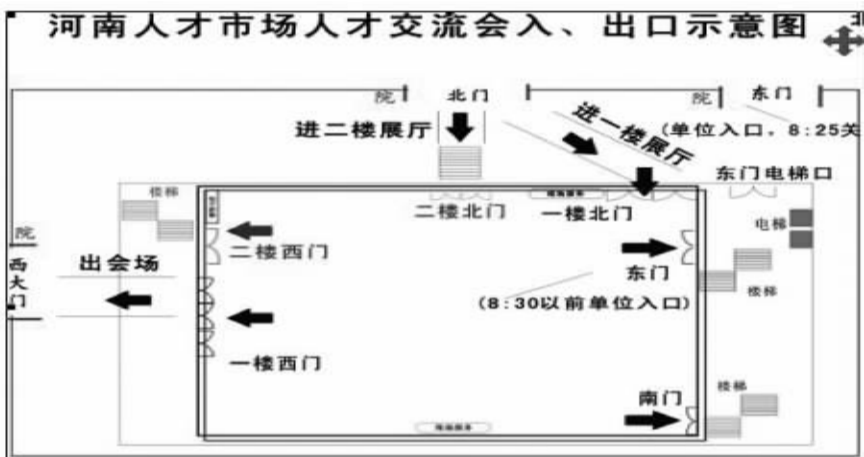 河南人才市场人才交流会入、出口示意图
北
院
北门
院
东门
进二楼展厅
进一楼展厅
(单位入口，8:25关
东门电梯口
楼梯
二楼北门
一楼北门
电梯
院
西大门
出会场
二楼西门
东门
楼梯
(8:30以前单位入口)
一楼西门
楼梯
南门